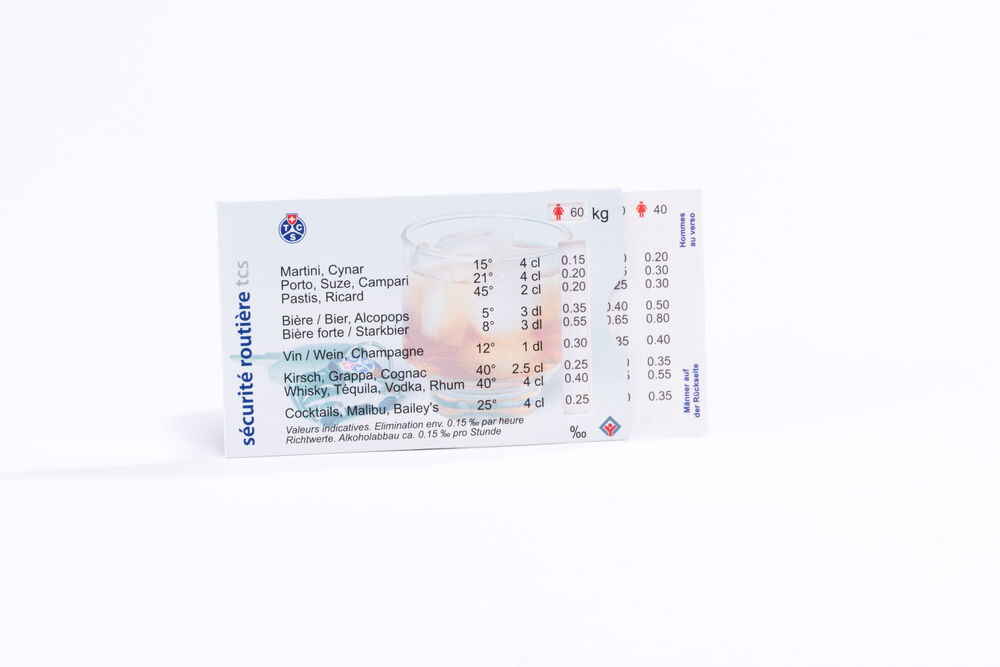 sécurité routière tcs
TCS
60 kg
Martini, Cynar 15° 4 cl 0.15
Porto, Suze, Campari 21° 4 cl 0.20
Pastis, Ricard 45° 2 cl 0.20
Bière / Bier, Alcopops 5° 3 dl 0.35
Bière forte / Starkbier 8° 3 dl 0.55
Vin / Wein, Champagne 12° 1 dl 0.30
Kirsch, Grappa, Cognac 40° 2.5 cl 0.25
Whisky, Téquila, Vodka, Rhum 40° 4 cl 0.40
Cocktails, Malibu, Bailey's 25° 4 cl 0.25
Valeurs indicatives. Elimination env. 0.15 ‰ par heure
Richtwerte. Alkoholabbau ca. 0.15 ‰ pro Stunde
‰
40
0.20
0.30
0.30
0.50
0.65 0.80
0.40
0.35
0.55
0.35
Hommes
au verso
Männer auf
der Rückseite